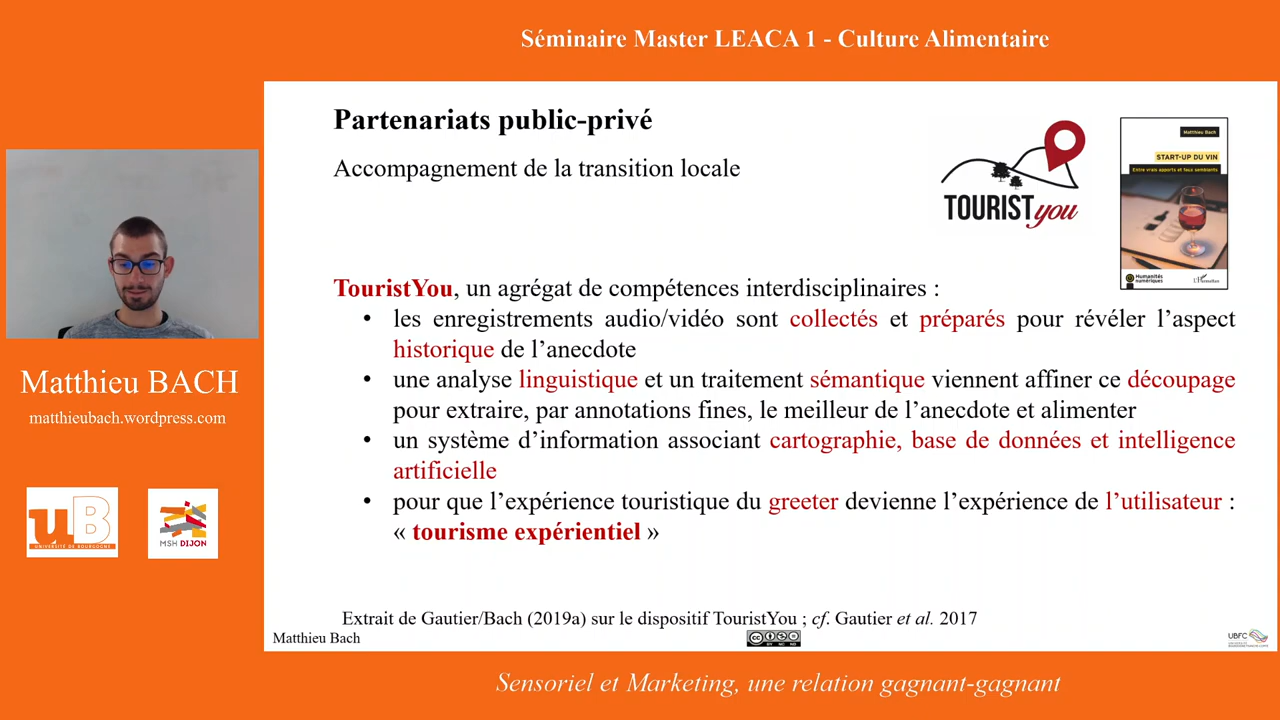 Séminaire Master LEACA 1 - Culture Alimentaire
Partenariats public-privé
Accompagnement de la transition locale
TOURISTyou
Matthieu Bach
START-UP DU VIN
Entre vrais apports et faux semblants
Humanités
numériques
L'Harmattan
TouristYou, un agrégat de compétences interdisciplinaires :
• les enregistrements audio/vidéo sont collectés et préparés pour révéler l’aspect
historique de l’anecdote
• une analyse linguistique et un traitement sémantique viennent affiner ce découpage
pour extraire, par annotations fines, le meilleur de l’anecdote et alimenter
• un système d’information associant cartographie, base de données et intelligence
artificielle
• pour que l’expérience touristique du greeter devienne l’expérience de l’utilisateur :
« tourisme expérientiel »
Extrait de Gautier/Bach (2019a) sur le dispositif TouristYou ; cf. Gautier et al. 2017
Matthieu Bach
cc
BY NC ND
UBFC
Matthieu BACH
matthieubach.wordpress.com
uB
UNIVERSITÉ DE BOURGOGNE
MSH DIJON
Sensoriel et Marketing, une relation gagnant-gagnant